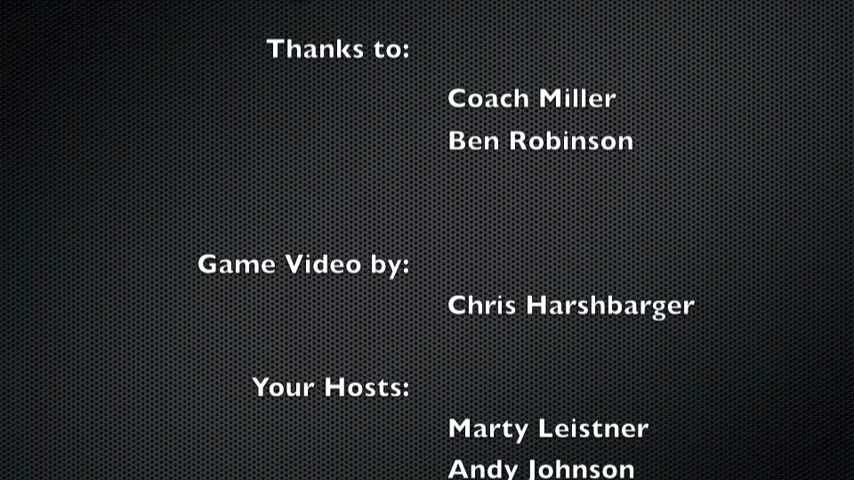 Thanks to:
Coach Miller
Ben Robinson
Game Video by:
Chris Harshbarger
Your Hosts:
Marty Leistner
Andy Johnson